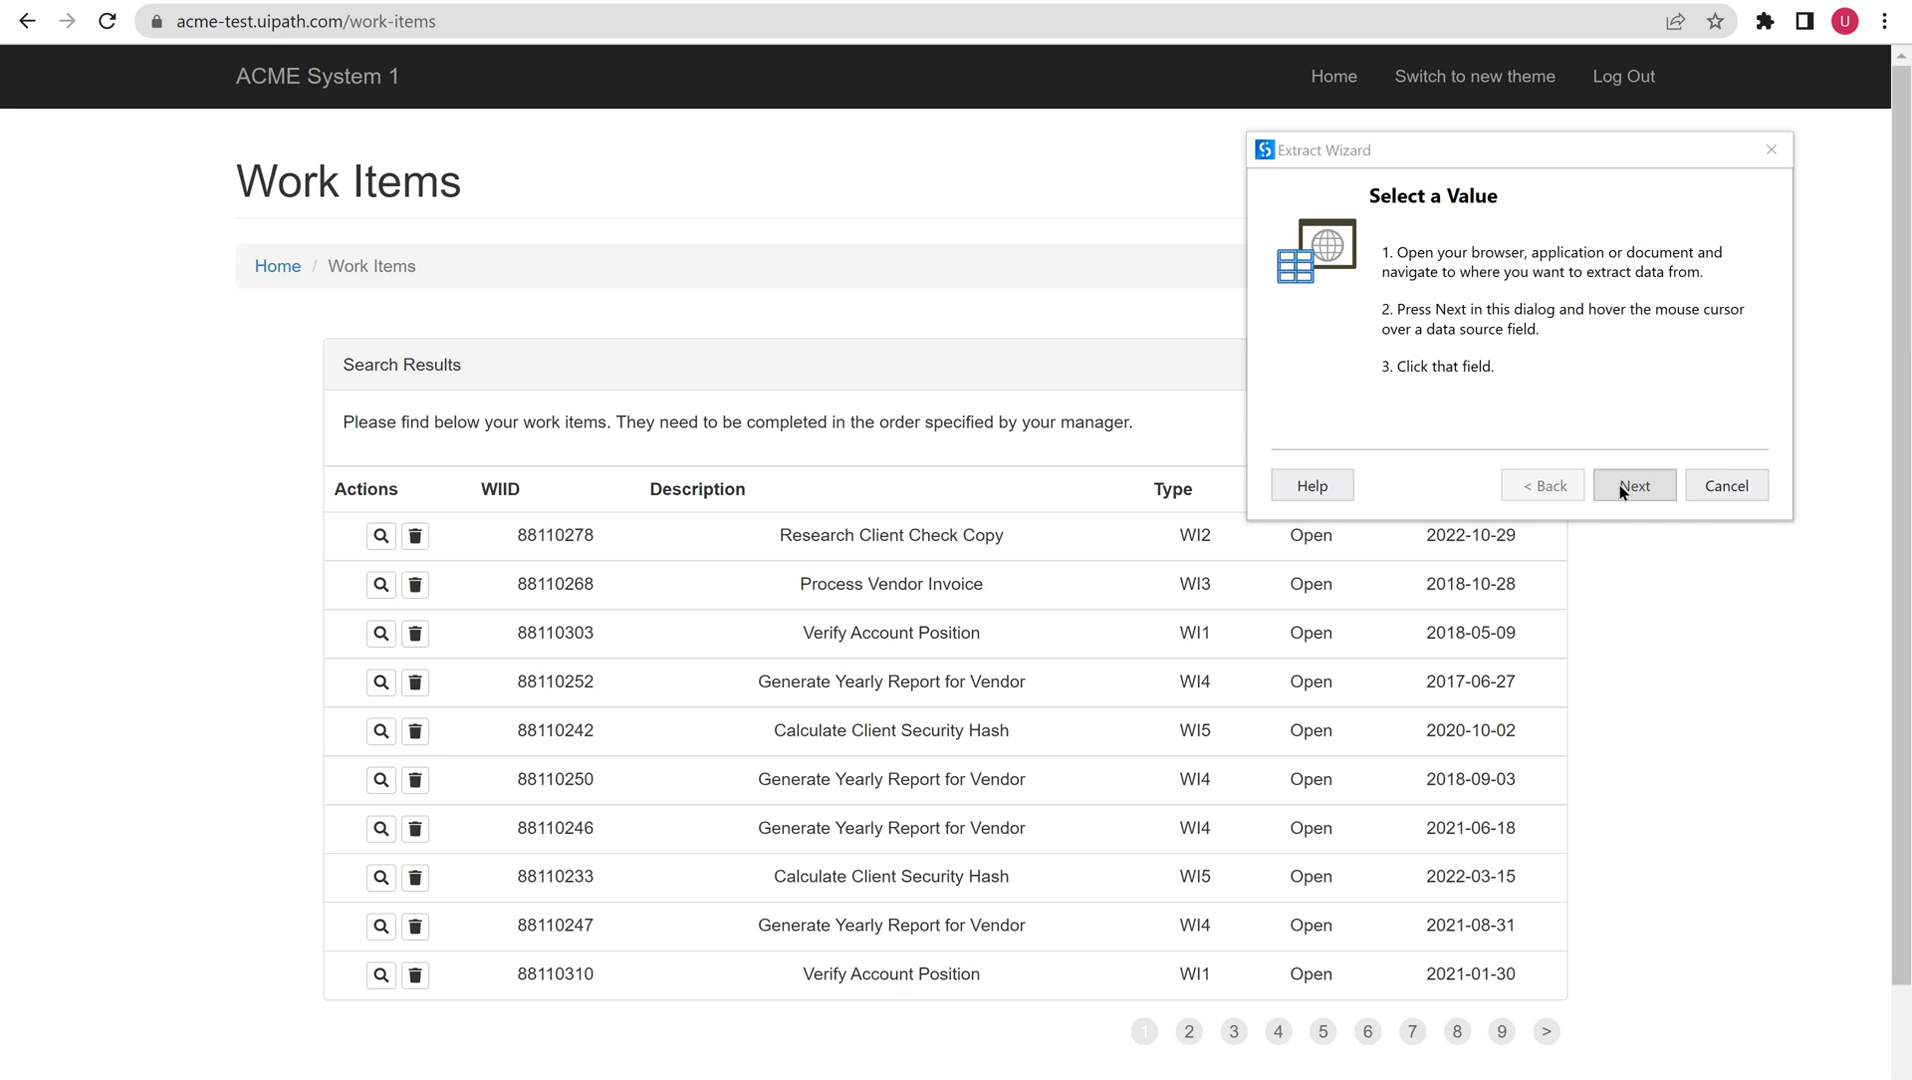 acme-test.uipath.com/work-items
U
ACME System 1
Home
Switch to new theme
Log Out
Work Items
Home / Work Items
Extract Wizard
Select a Value
1. Open your browser, application or document and
navigate to where you want to extract data from.
2. Press Next in this dialog and hover the mouse cursor
over a data source field.
3. Click that field.
Help
< Back
Next
Cancel
Search Results
Please find below your work items. They need to be completed in the order specified by your manager.
Actions WIID Description Type
88110278 Research Client Check Copy WI2 Open 2022-10-29
88110268 Process Vendor Invoice WI3 Open 2018-10-28
88110303 Verify Account Position WI1 Open 2018-05-09
88110252 Generate Yearly Report for Vendor WI4 Open 2017-06-27
88110242 Calculate Client Security Hash WI5 Open 2020-10-02
88110250 Generate Yearly Report for Vendor WI4 Open 2018-09-03
88110246 Generate Yearly Report for Vendor WI4 Open 2021-06-18
88110233 Calculate Client Security Hash WI5 Open 2022-03-15
88110247 Generate Yearly Report for Vendor WI4 Open 2021-08-31
88110310 Verify Account Position WI1 Open 2021-01-30
1 2 3 4 5 6 7 8 9 >